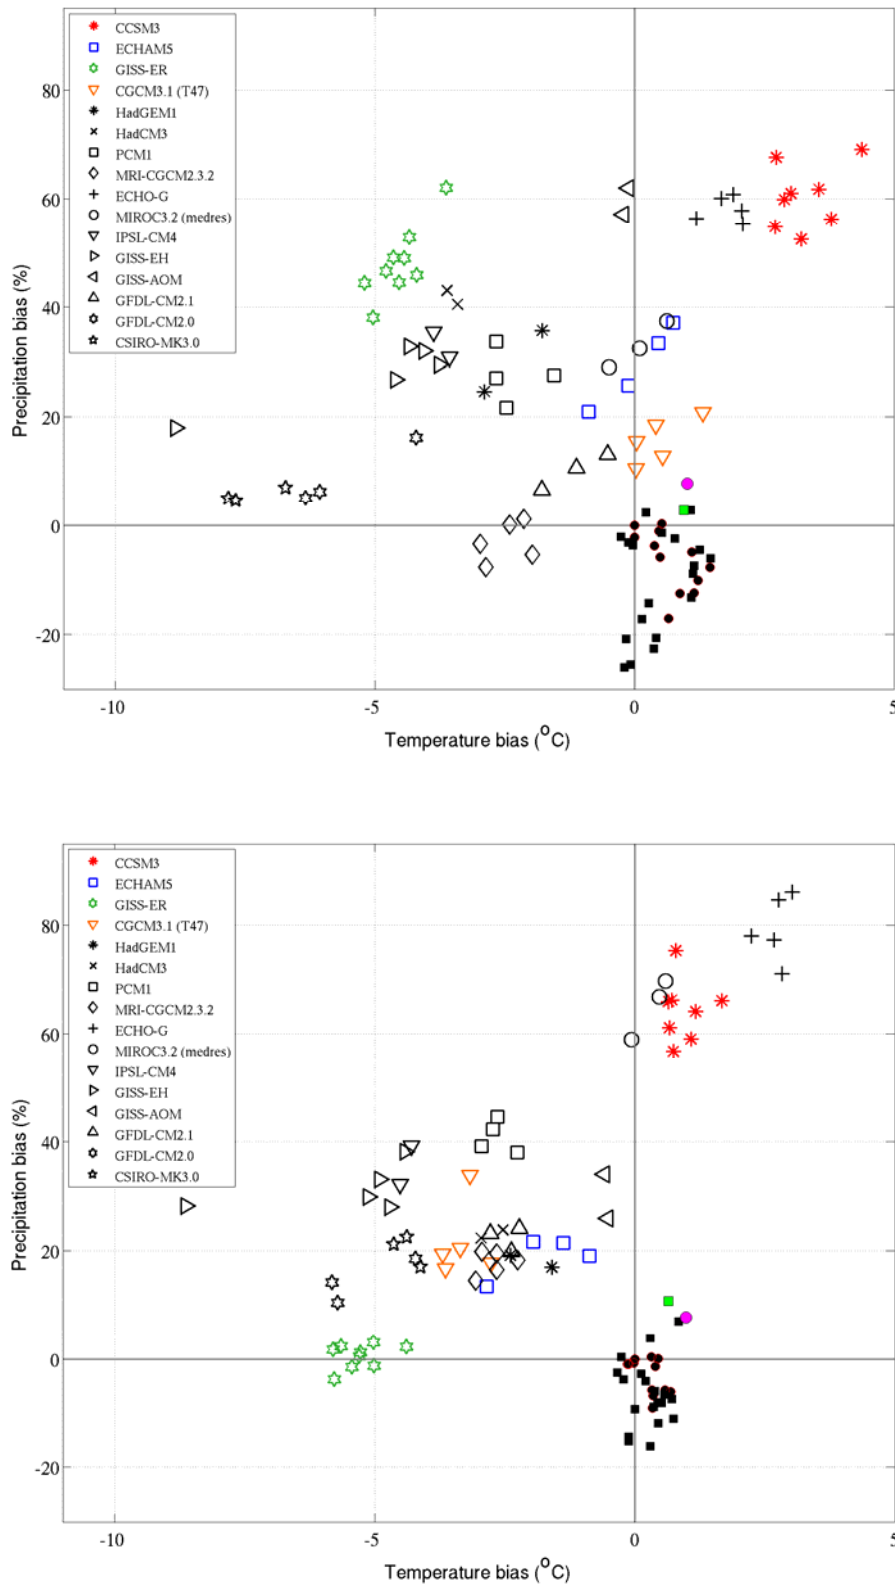 CCSM3
ECHAM5
GISS-ER
CGCM3.1 (T47)
HadGEM1
HadCM3
PCM1
MRI-CGCM2.3.2
ECHO-G
MIROC3.2 (medres)
IPSL-CM4
GISS-EH
GISS-AOM
GFDL-CM2.1
GFDL-CM2.0
CSIRO-MK3.0
80
60
40
20
0
-20
Precipitation bias (%)
-10 -5 0 5
Temperature bias (°C)
CCSM3
ECHAM5
GISS-ER
CGCM3.1 (T47)
HadGEM1
HadCM3
PCM1
MRI-CGCM2.3.2
ECHO-G
MIROC3.2 (medres)
IPSL-CM4
GISS-EH
GISS-AOM
GFDL-CM2.1
GFDL-CM2.0
CSIRO-MK3.0
80
60
40
20
0
-20
Precipitation bias (%)
-10 -5 0 5
Temperature bias (°C)